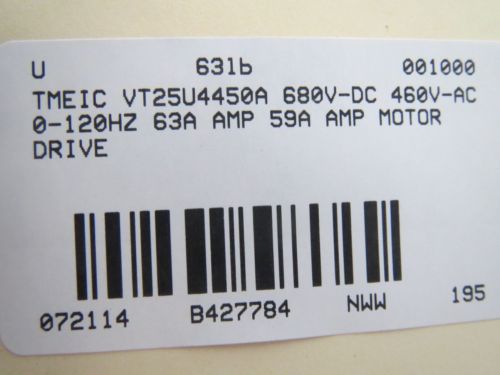 U 631b 001000
TMEIC VT25U4450A 680V-DC 460V-AC
0-120HZ 63A AMP 59A AMP MOTOR
DRIVE
072114 B427784 NWW 195